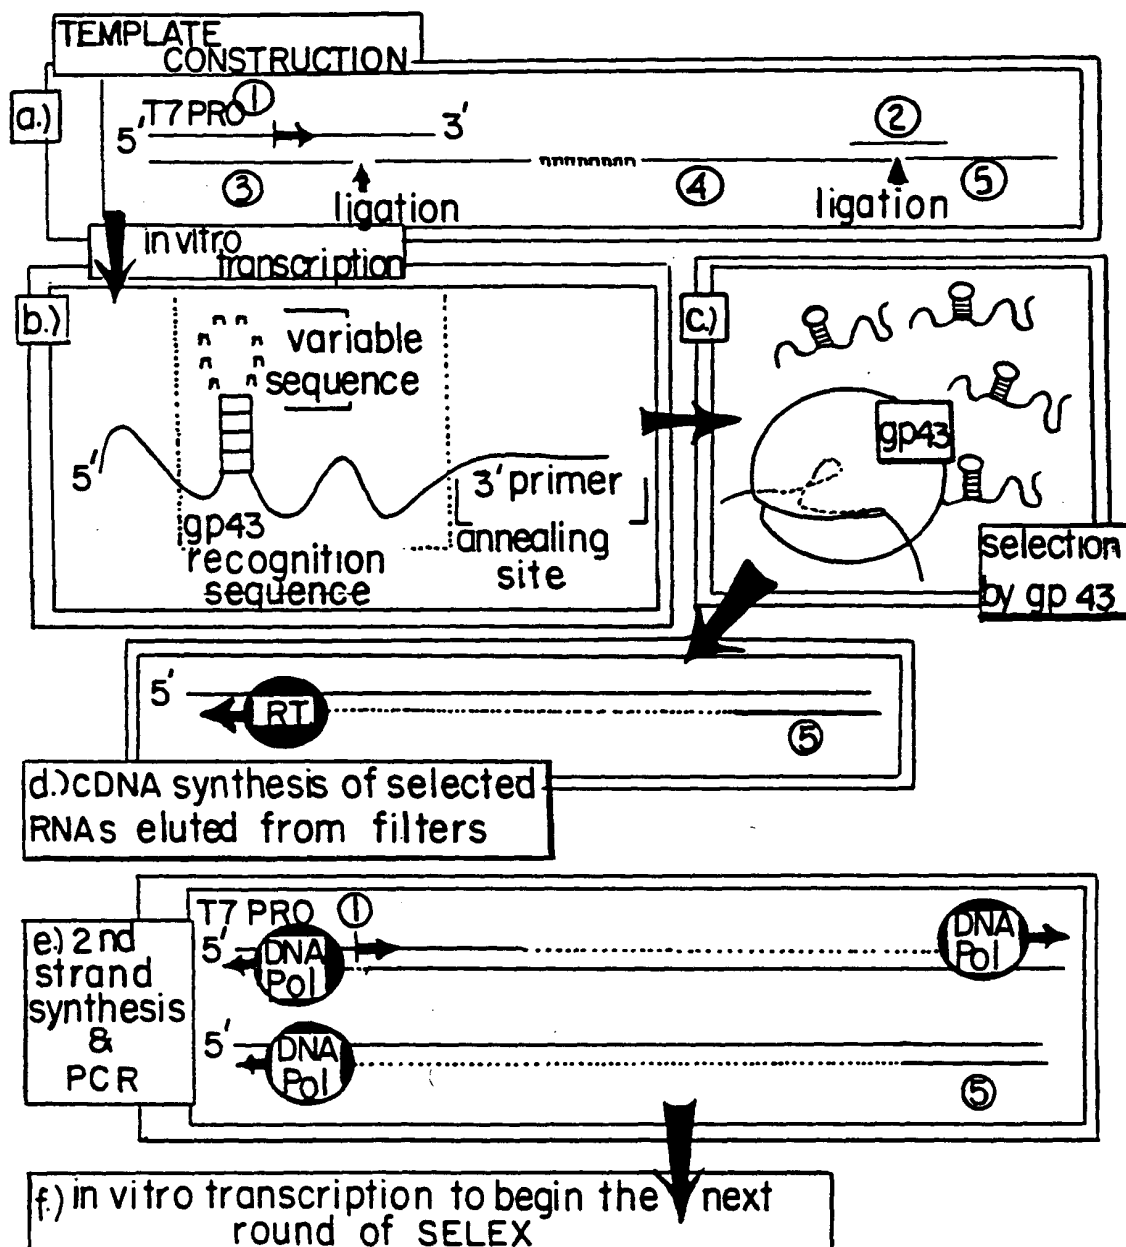 TEMPLATE
CONSTRUCTION
a.)
5' T7 PRO ① 3'
②
③ ④ ⑤
ligation ligation
in vitro
transcription
b.)
n n n
n n
n n
n n
variable
sequence
5'
3' primer
annealing
site
gp43
recognition
sequence
c.)
gp43
selection
by gp 43
5'
RT
⑤
d.) cDNA synthesis of selected
RNAs eluted from filters
e.) 2nd
strand
synthesis
&
PCR
T7 PRO ①
5' DNA
Pol
DNA
Pol
5' DNA
Pol
⑤
f.) in vitro transcription to begin the next
round of SELEX